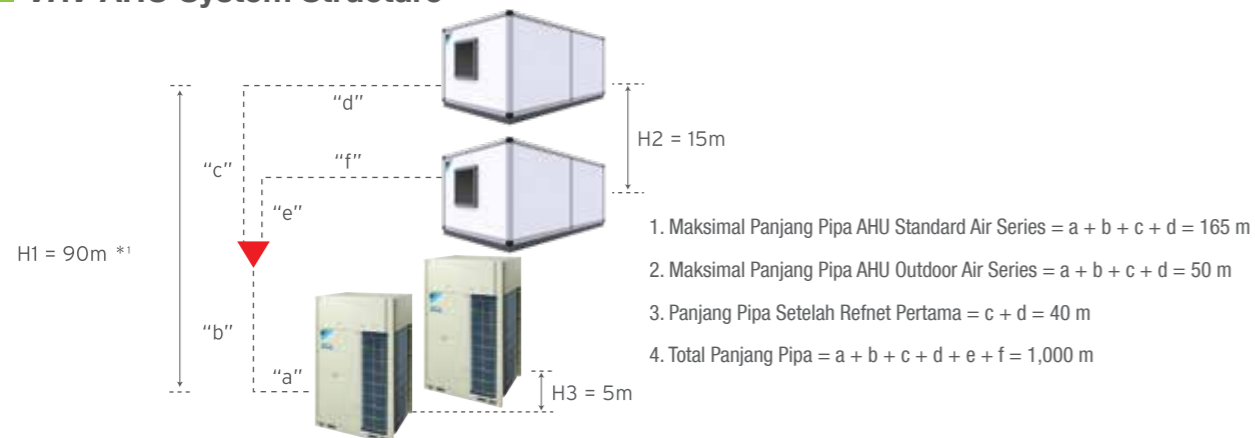 VRV AHU System Structure
"d"
"c"
"f"
H2 = 15m
"e"
H1 = 90m *1
"b"
"a"
H3 = 5m
1. Maksimal Panjang Pipa AHU Standard Air Series = a + b + c + d = 165 m
2. Maksimal Panjang Pipa AHU Outdoor Air Series = a + b + c + d = 50 m
3. Panjang Pipa Setelah Refnet Pertama = c + d = 40 m
4. Total Panjang Pipa = a + b + c + d + e + f = 1,000 m